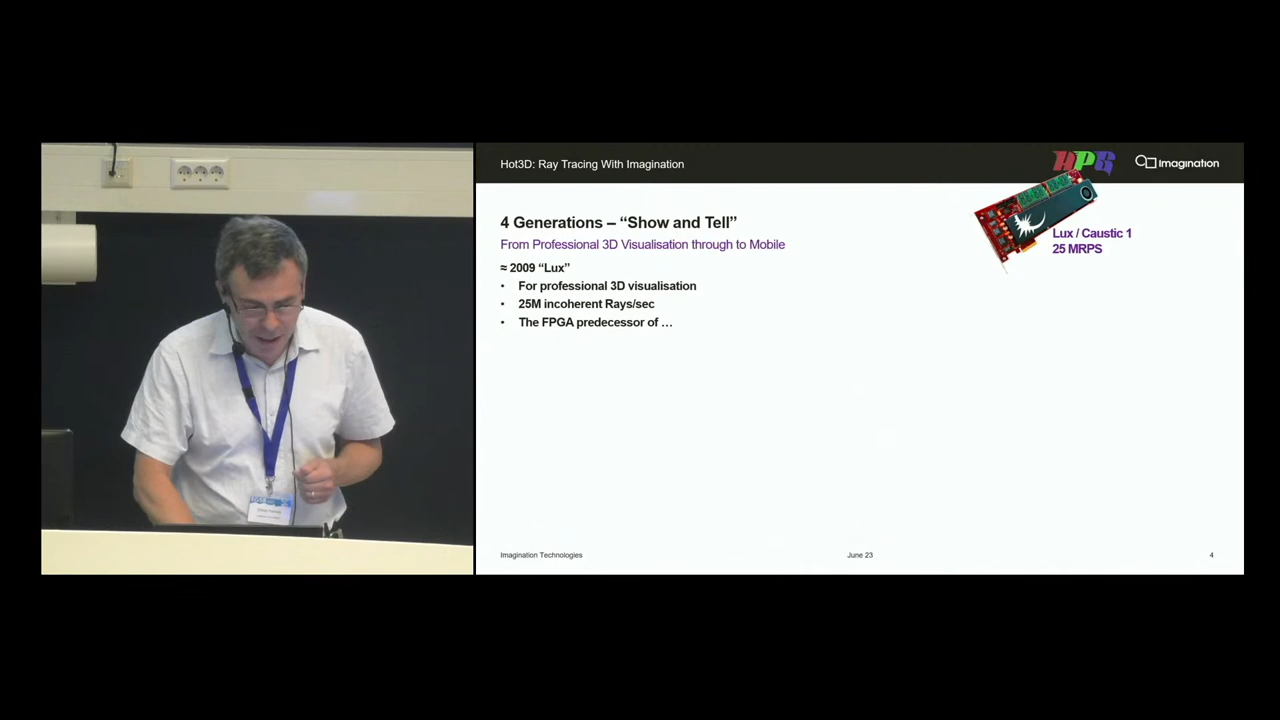 Hot3D: Ray Tracing With Imagination
HPG
Imagination
4 Generations – “Show and Tell”
From Professional 3D Visualisation through to Mobile
Lux / Caustic 1
25 MRPS
≈ 2009 “Lux”
• For professional 3D visualisation
• 25M incoherent Rays/sec
• The FPGA predecessor of …
Imagination Technologies
June 23
4